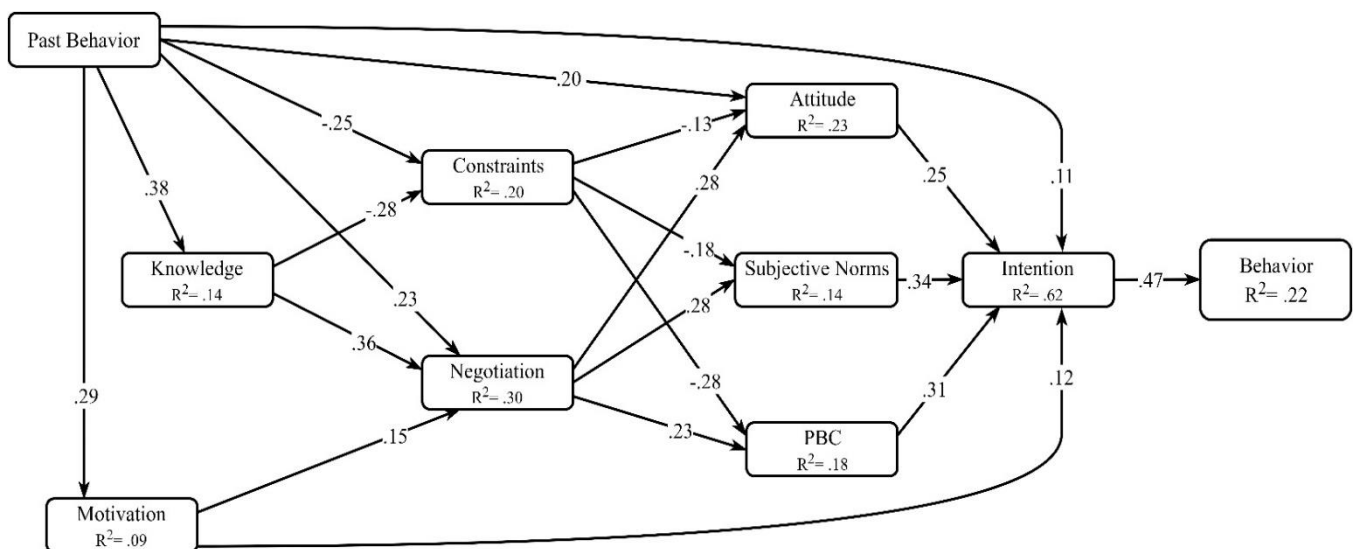 Past Behavior
.20
Attitude
R²= .23
-.25
-.13
Constraints
R²= .20
.28
.25
.11
.38
-.28
-.18
Knowledge
R²= .14
Subjective Norms
R²= .14
.34
Intention
R²= .62
.47
Behavior
R²= .22
.23
.28
.36
Negotiation
R²= .30
-.28
.29
.31
.12
.15
.23
PBC
R²= .18
Motivation
R²= .09